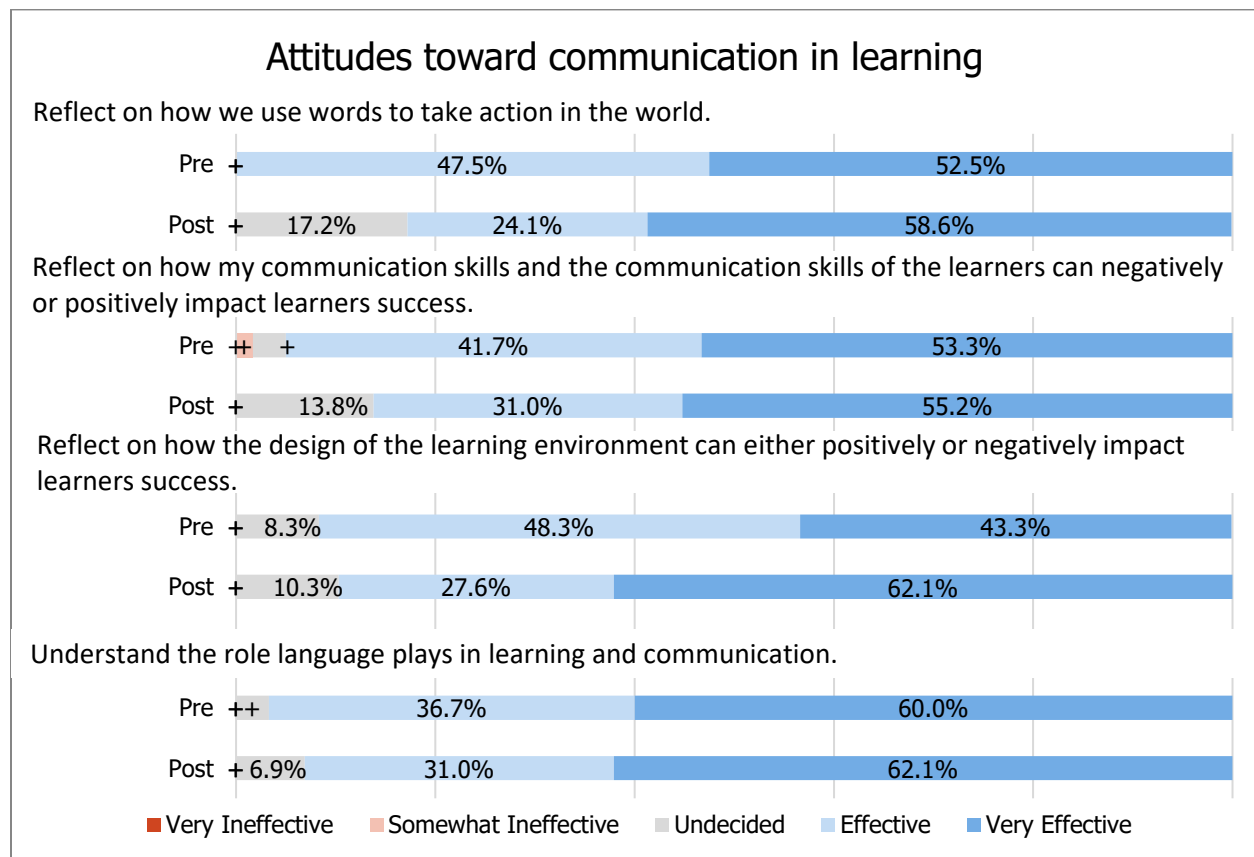 Attitudes toward communication in learning
Reflect on how we use words to take action in the world.
Pre + 47.5% 52.5%
Post + 17.2% 24.1% 58.6%
Reflect on how my communication skills and the communication skills of the learners can negatively
or positively impact learners success.
Pre ++ + 41.7% 53.3%
Post + 13.8% 31.0% 55.2%
Reflect on how the design of the learning environment can either positively or negatively impact
learners success.
Pre + 8.3% 48.3% 43.3%
Post + 10.3% 27.6% 62.1%
Understand the role language plays in learning and communication.
Pre ++ 36.7% 60.0%
Post + 6.9% 31.0% 62.1%
Very Ineffective Somewhat Ineffective Undecided Effective Very Effective